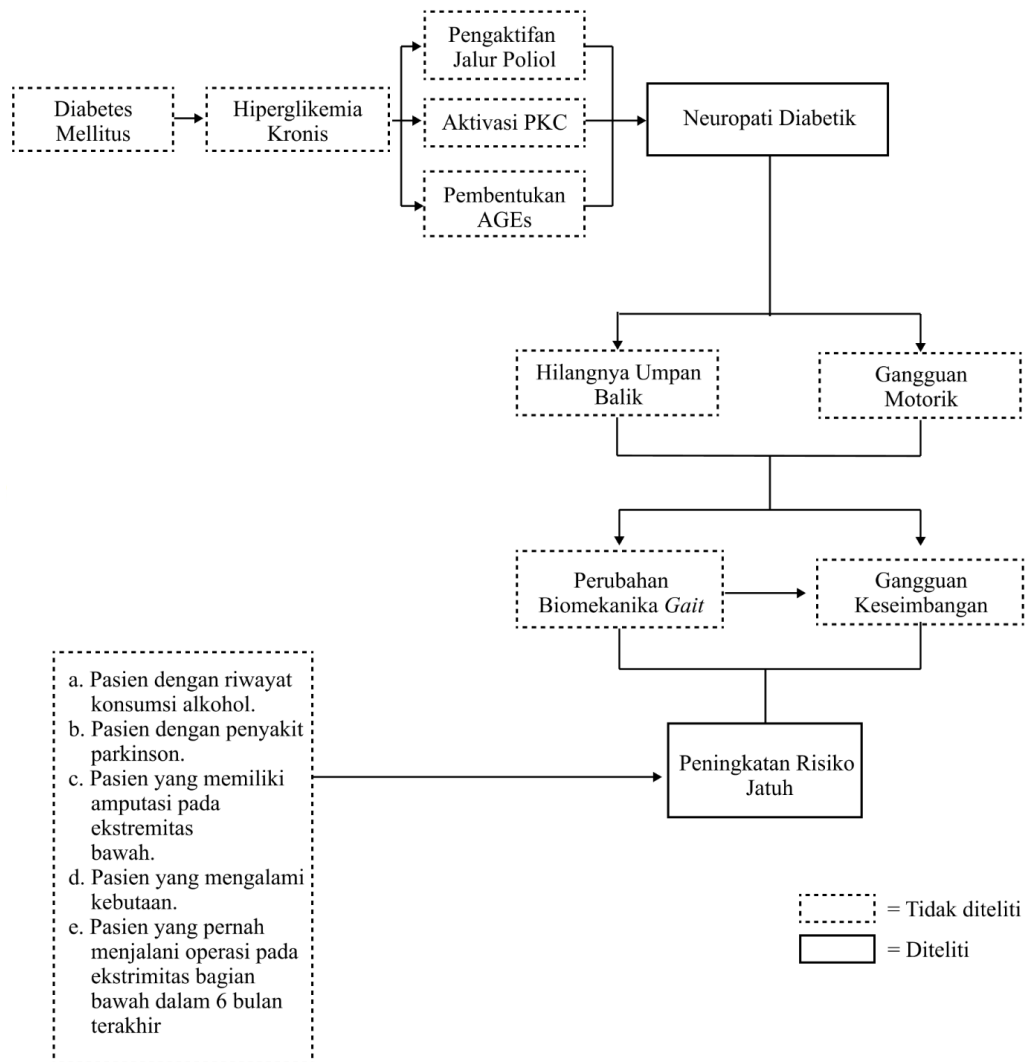 Pengaktifan
Jalur Poliol
Diabetes
Mellitus
Hiperglikemia
Kronis
Aktivasi PKC
Neuropati Diabetik
Pembentukan
AGEs
Hilangnya Umpan
Balik
Gangguan
Motorik
Perubahan
Biomekanika Gait
Gangguan
Keseimbangan
a. Pasien dengan riwayat
konsumsi alkohol.
b. Pasien dengan penyakit
parkinson.
c. Pasien yang memiliki
amputasi pada
ekstremitas
bawah.
d. Pasien yang mengalami
kebutaan.
e. Pasien yang pernah
menjalani operasi pada
ekstrimitas bagian
bawah dalam 6 bulan
terakhir
Peningkatan Risiko
Jatuh
= Tidak diteliti
= Diteliti